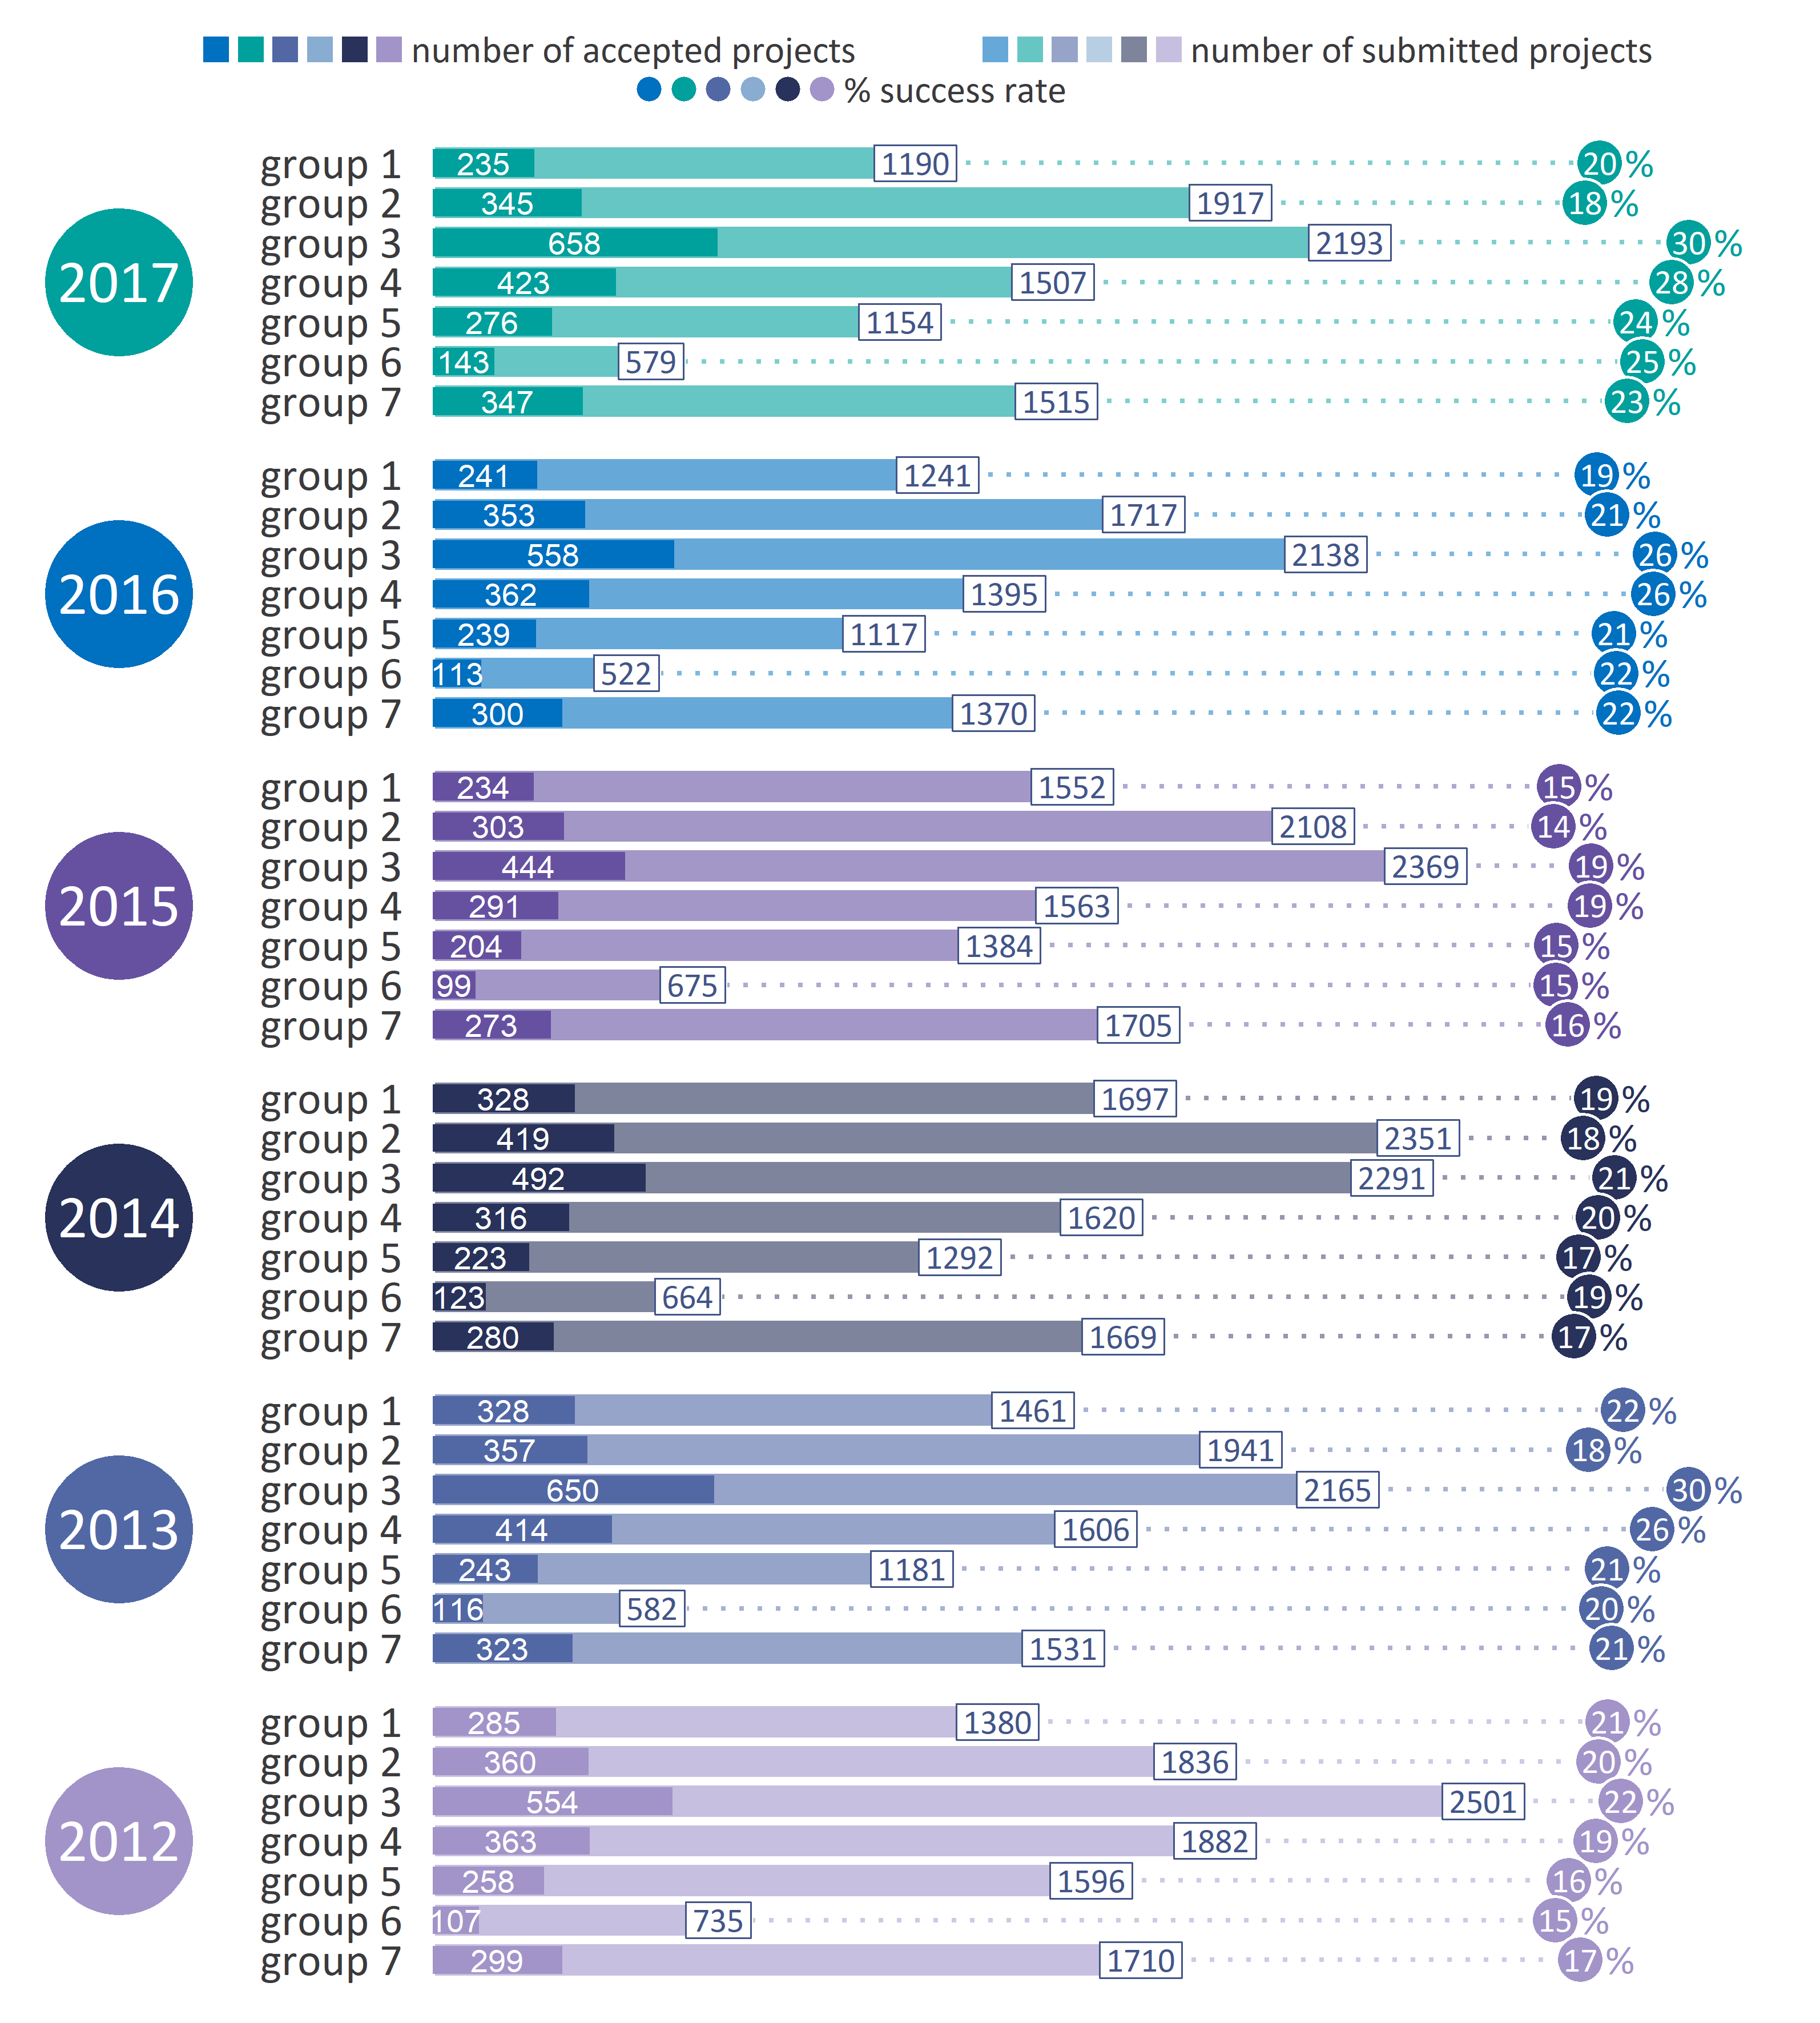 number of accepted projects number of submitted projects
% success rate
2017
group 1 235 1190 20 %
group 2 345 1917 18 %
group 3 658 2193 30 %
group 4 423 1507 28 %
group 5 276 1154 24 %
group 6 143 579 25 %
group 7 347 1515 23 %
2016
group 1 241 1241 19 %
group 2 353 1717 21 %
group 3 558 2138 26 %
group 4 362 1395 26 %
group 5 239 1117 21 %
group 6 113 522 22 %
group 7 300 1370 22 %
2015
group 1 234 1552 15 %
group 2 303 2108 14 %
group 3 444 2369 19 %
group 4 291 1563 19 %
group 5 204 1384 15 %
group 6 99 675 15 %
group 7 273 1705 16 %
2014
group 1 328 1697 19 %
group 2 419 2351 18 %
group 3 492 2291 21 %
group 4 316 1620 20 %
group 5 223 1292 17 %
group 6 123 664 19 %
group 7 280 1669 17 %
2013
group 1 328 1461 22 %
group 2 357 1941 18 %
group 3 650 2165 30 %
group 4 414 1606 26 %
group 5 243 1181 21 %
group 6 116 582 20 %
group 7 323 1531 21 %
2012
group 1 285 1380 21 %
group 2 360 1836 20 %
group 3 554 2501 22 %
group 4 363 1882 19 %
group 5 258 1596 16 %
group 6 107 735 15 %
group 7 299 1710 17 %